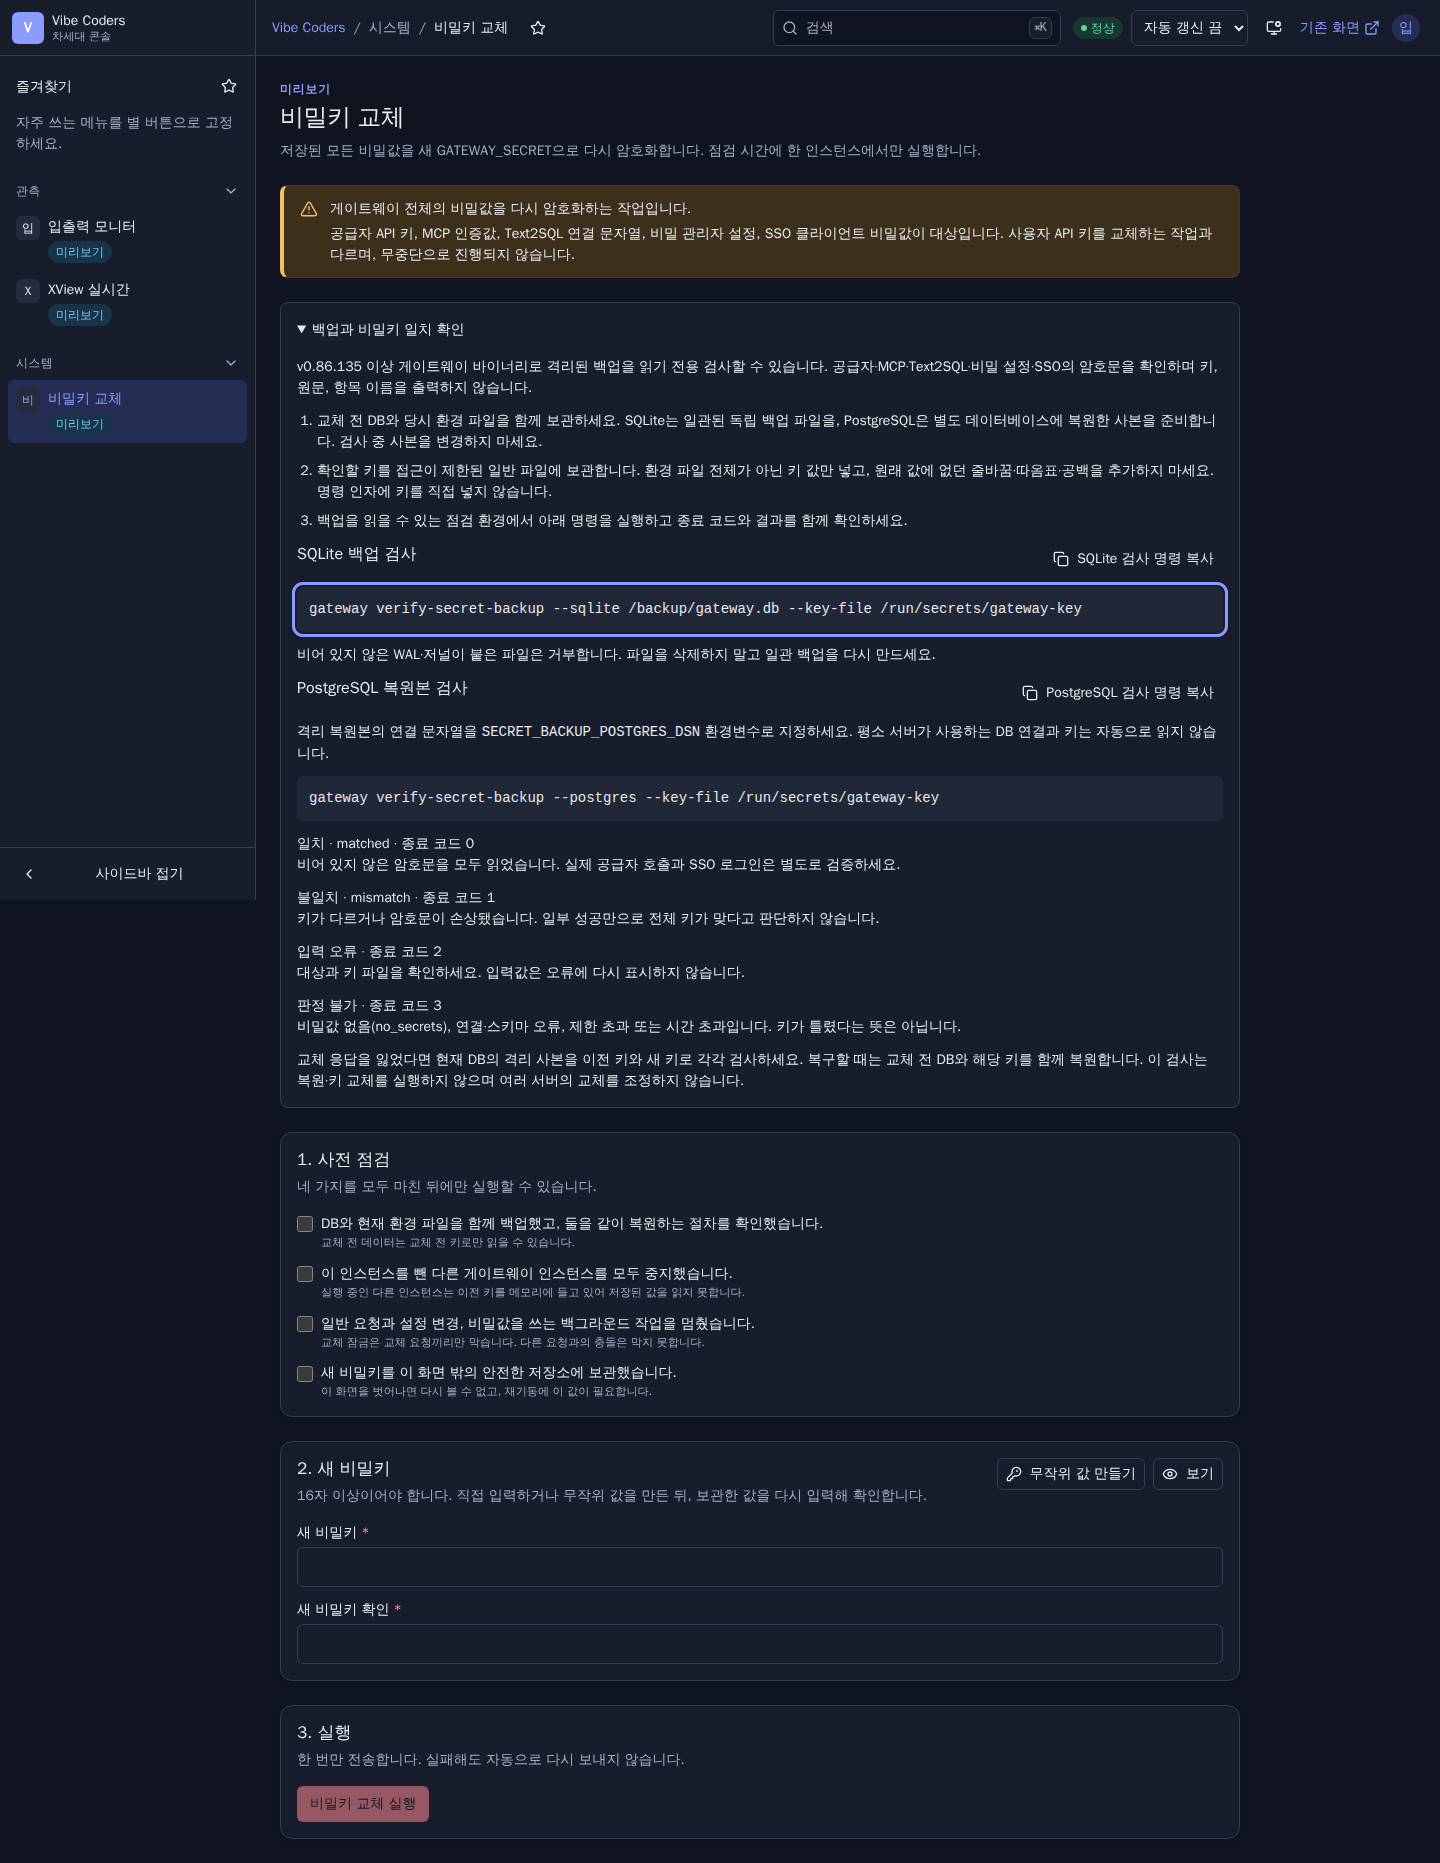 V
Vibe Coders
차세대 콘솔
Vibe Coders / 시스템 / 비밀키 교체
검색
⌘K
정상
자동 갱신 끔
기존 화면
입
즐겨찾기
자주 쓰는 메뉴를 별 버튼으로 고정
하세요.
관측
입 입출력 모니터
미리보기
X XView 실시간
미리보기
시스템
비 비밀키 교체
미리보기
사이드바 접기
미리보기
비밀키 교체
저장된 모든 비밀값을 새 GATEWAY_SECRET으로 다시 암호화합니다. 점검 시간에 한 인스턴스에서만 실행합니다.
게이트웨이 전체의 비밀값을 다시 암호화하는 작업입니다.
공급자 API 키, MCP 인증값, Text2SQL 연결 문자열, 비밀 관리자 설정, SSO 클라이언트 비밀값이 대상입니다. 사용자 API 키를 교체하는 작업과
다르며, 무중단으로 진행되지 않습니다.
▼ 백업과 비밀키 일치 확인
v0.86.135 이상 게이트웨이 바이너리로 격리된 백업을 읽기 전용 검사할 수 있습니다. 공급자·MCP·Text2SQL·비밀 설정·SSO의 암호문을 확인하며 키,
원문, 항목 이름을 출력하지 않습니다.
1. 교체 전 DB와 당시 환경 파일을 함께 보관하세요. SQLite는 일관된 독립 백업 파일을, PostgreSQL은 별도 데이터베이스에 복원한 사본을 준비합니
다. 검사 중 사본을 변경하지 마세요.
2. 확인할 키를 접근이 제한된 일반 파일에 보관합니다. 환경 파일 전체가 아닌 키 값만 넣고, 원래 값에 없던 줄바꿈·따옴표·공백을 추가하지 마세요.
명령 인자에 키를 직접 넣지 않습니다.
3. 백업을 읽을 수 있는 점검 환경에서 아래 명령을 실행하고 종료 코드와 결과를 함께 확인하세요.
SQLite 백업 검사
SQLite 검사 명령 복사
gateway verify-secret-backup --sqlite /backup/gateway.db --key-file /run/secrets/gateway-key
비어 있지 않은 WAL·저널이 붙은 파일은 거부합니다. 파일을 삭제하지 말고 일관 백업을 다시 만드세요.
PostgreSQL 복원본 검사
PostgreSQL 검사 명령 복사
격리 복원본의 연결 문자열을 SECRET_BACKUP_POSTGRES_DSN 환경변수로 지정하세요. 평소 서버가 사용하는 DB 연결과 키는 자동으로 읽지 않습
니다.
gateway verify-secret-backup --postgres --key-file /run/secrets/gateway-key
일치 · matched · 종료 코드 0
비어 있지 않은 암호문을 모두 읽었습니다. 실제 공급자 호출과 SSO 로그인은 별도로 검증하세요.
불일치 · mismatch · 종료 코드 1
키가 다르거나 암호문이 손상됐습니다. 일부 성공만으로 전체 키가 맞다고 판단하지 않습니다.
입력 오류 · 종료 코드 2
대상과 키 파일을 확인하세요. 입력값은 오류에 다시 표시하지 않습니다.
판정 불가 · 종료 코드 3
비밀값 없음(no_secrets), 연결·스키마 오류, 제한 초과 또는 시간 초과입니다. 키가 틀렸다는 뜻은 아닙니다.
교체 응답을 잃었다면 현재 DB의 격리 사본을 이전 키와 새 키로 각각 검사하세요. 복구할 때는 교체 전 DB와 해당 키를 함께 복원합니다. 이 검사는
복원·키 교체를 실행하지 않으며 여러 서버의 교체를 조정하지 않습니다.
1. 사전 점검
네 가지를 모두 마친 뒤에만 실행할 수 있습니다.
DB와 현재 환경 파일을 함께 백업했고, 둘을 같이 복원하는 절차를 확인했습니다.
교체 전 데이터는 교체 전 키로만 읽을 수 있습니다.
이 인스턴스를 뺀 다른 게이트웨이 인스턴스를 모두 중지했습니다.
실행 중인 다른 인스턴스는 이전 키를 메모리에 들고 있어 저장된 값을 읽지 못합니다.
일반 요청과 설정 변경, 비밀값을 쓰는 백그라운드 작업을 멈췄습니다.
교체 잠금은 교체 요청끼리만 막습니다. 다른 요청과의 충돌은 막지 못합니다.
새 비밀키를 이 화면 밖의 안전한 저장소에 보관했습니다.
이 화면을 벗어나면 다시 볼 수 없고, 재기동에 이 값이 필요합니다.
2. 새 비밀키
무작위 값 만들기
보기
16자 이상이어야 합니다. 직접 입력하거나 무작위 값을 만든 뒤, 보관한 값을 다시 입력해 확인합니다.
새 비밀키 *
새 비밀키 확인 *
3. 실행
한 번만 전송합니다. 실패해도 자동으로 다시 보내지 않습니다.
비밀키 교체 실행